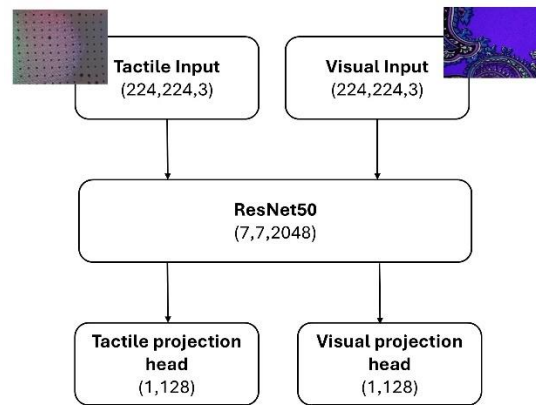 Tactile Input
(224,224,3)
Visual Input
(224,224,3)
ResNet50
(7,7,2048)
Tactile projection
head
(1,128)
Visual projection
head
(1,128)